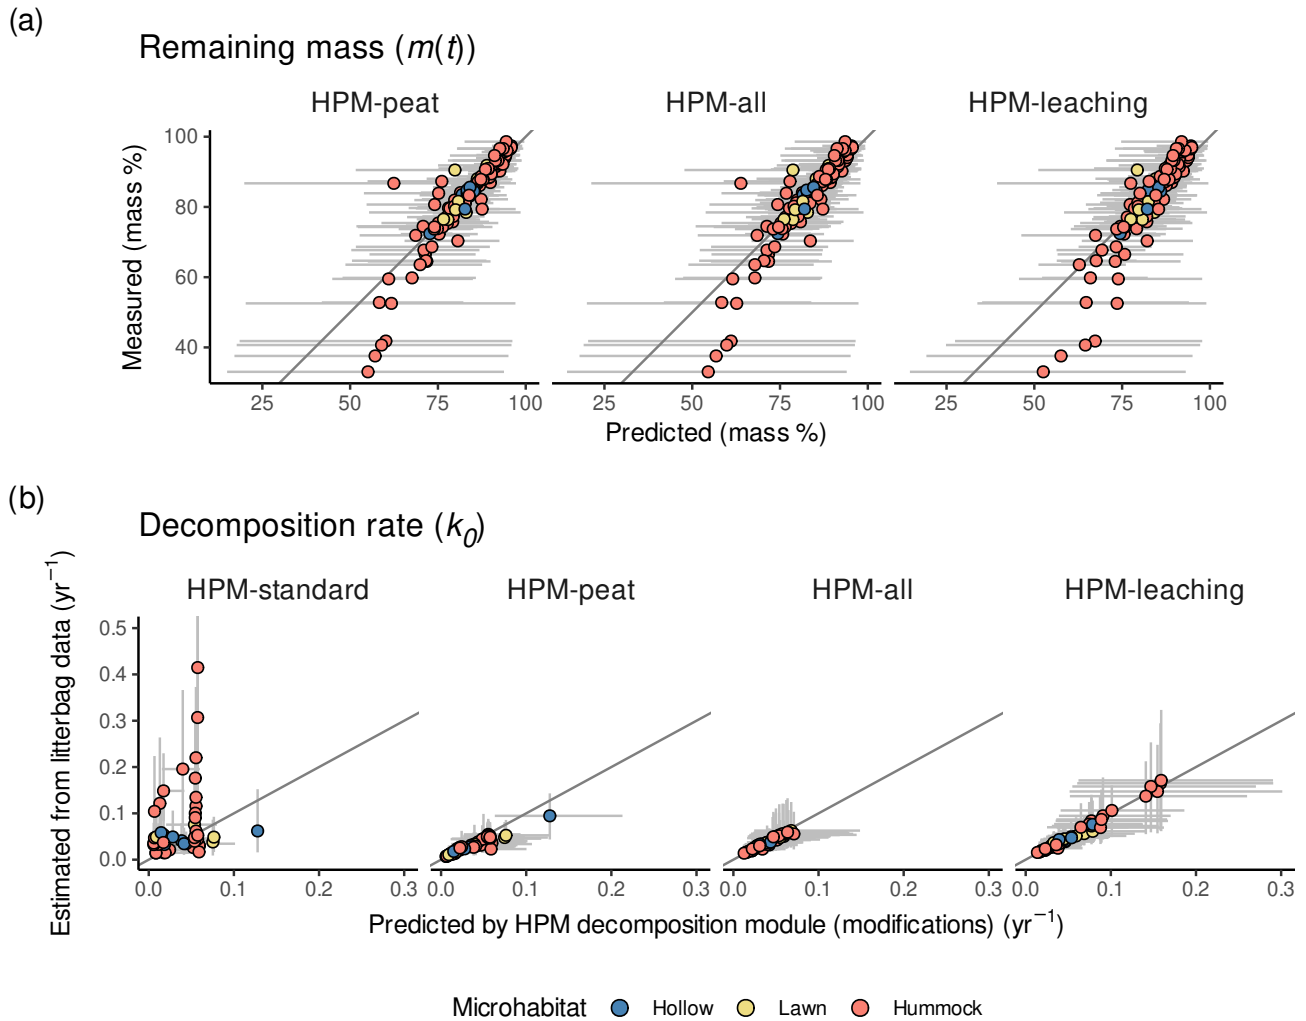 (a)
Remaining mass (m(t))
HPM-peat HPM-all HPM-leaching
Measured (mass %)
100
80
60
40
25 50 75 100 25 50 75 100 25 50 75 100
Predicted (mass %)
(b)
Decomposition rate (k0)
HPM-standard HPM-peat HPM-all HPM-leaching
Estimated from litterbag data (yr−1)
0.5
0.4
0.3
0.2
0.1
0.0
0.0 0.1 0.2 0.3 0.0 0.1 0.2 0.3 0.0 0.1 0.2 0.3 0.0 0.1 0.2 0.3
Predicted by HPM decomposition module (modifications) (yr−1)
Microhabitat Hollow Lawn Hummock